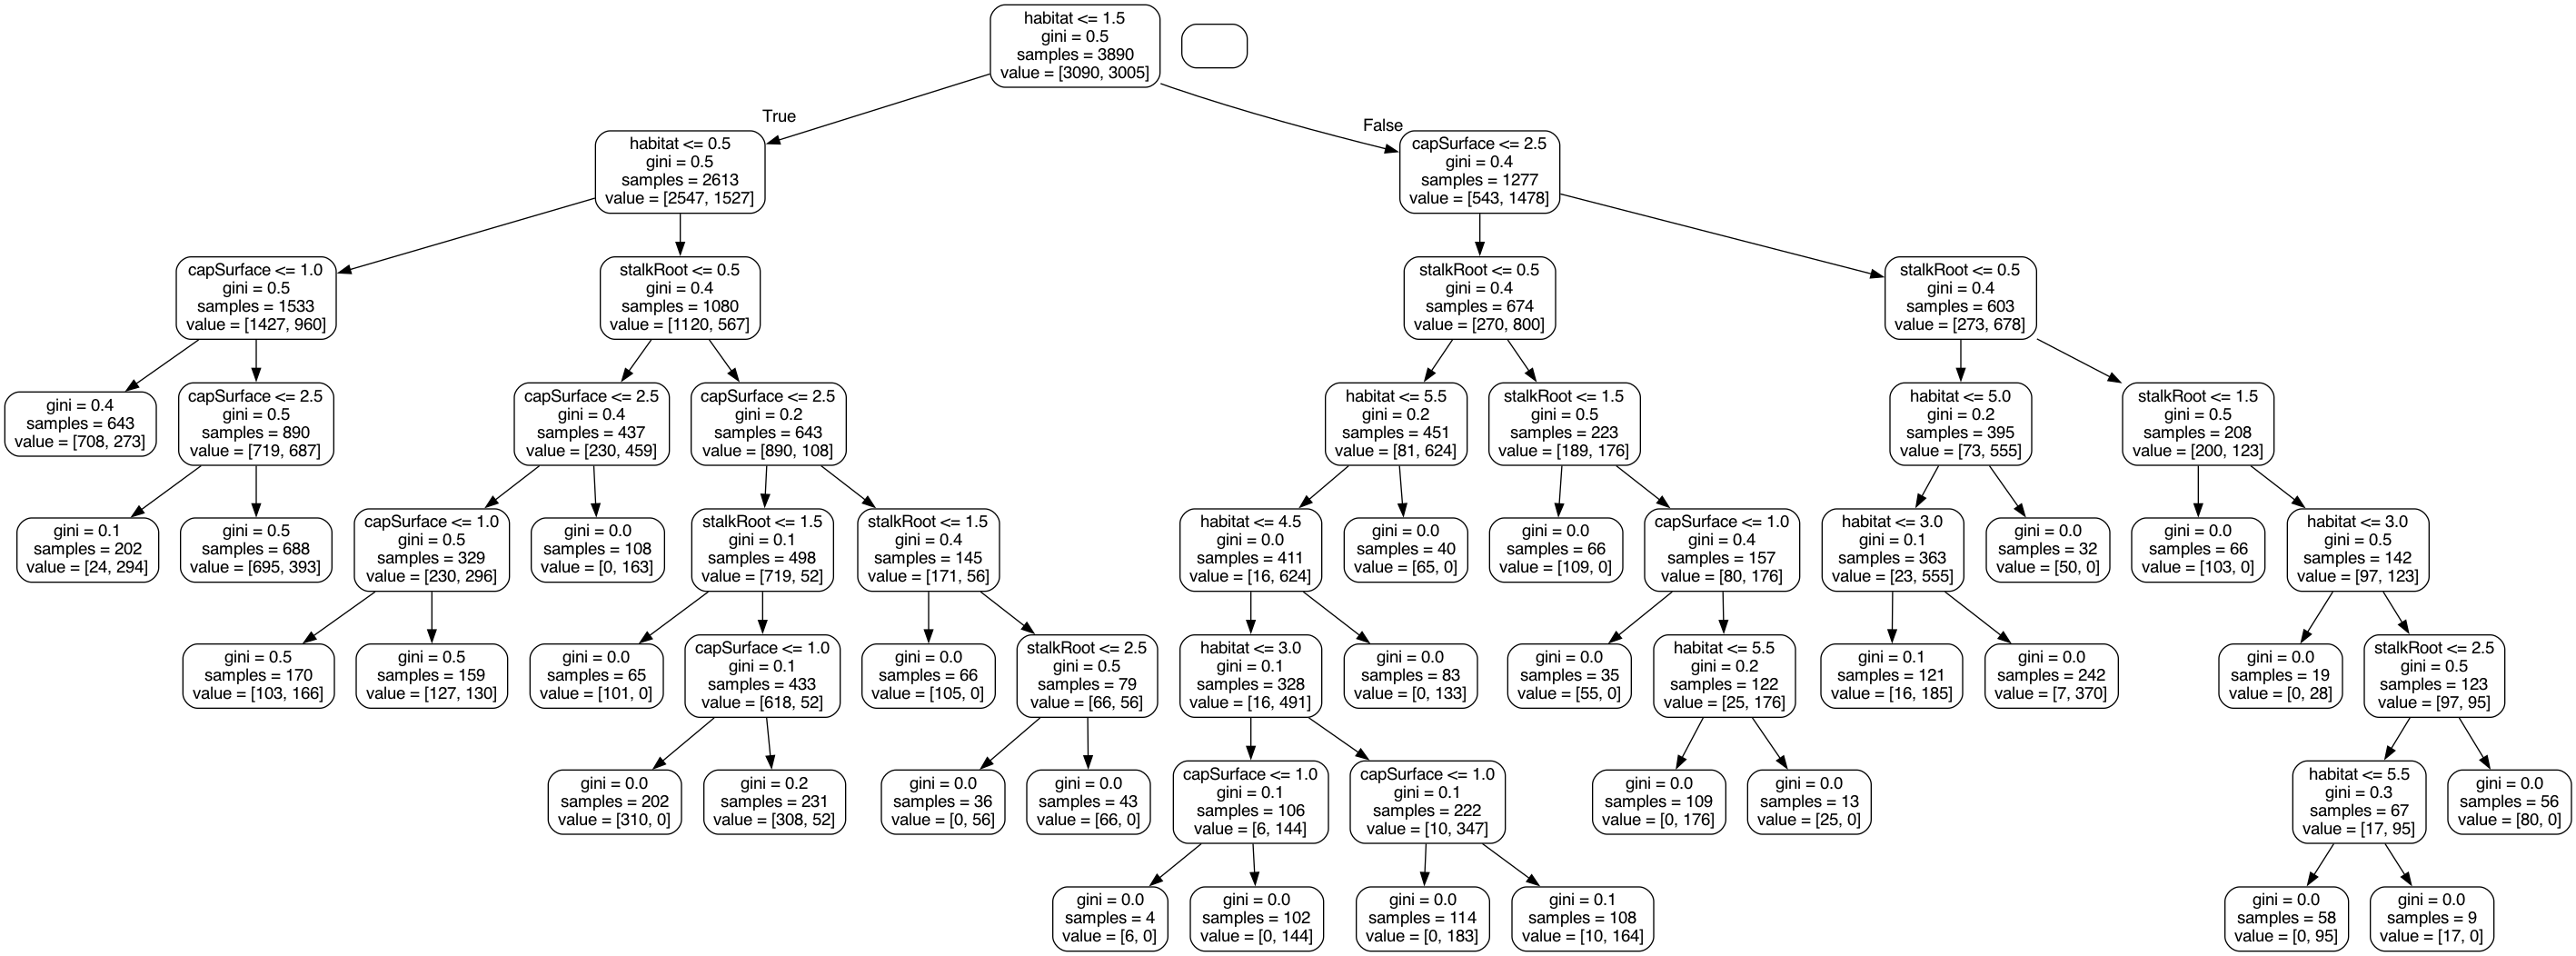 habitat <= 1.5
gini = 0.5
samples = 3890
value = [3090, 3005]
True
False
habitat <= 0.5
gini = 0.5
samples = 2613
value = [2547, 1527]
capSurface <= 2.5
gini = 0.4
samples = 1277
value = [543, 1478]
capSurface <= 1.0
gini = 0.5
samples = 1533
value = [1427, 960]
stalkRoot <= 0.5
gini = 0.4
samples = 1080
value = [1120, 567]
stalkRoot <= 0.5
gini = 0.4
samples = 674
value = [270, 800]
stalkRoot <= 0.5
gini = 0.4
samples = 603
value = [273, 678]
gini = 0.4
samples = 643
value = [708, 273]
capSurface <= 2.5
gini = 0.5
samples = 890
value = [719, 687]
capSurface <= 2.5
gini = 0.4
samples = 437
value = [230, 459]
capSurface <= 2.5
gini = 0.2
samples = 643
value = [890, 108]
habitat <= 5.5
gini = 0.2
samples = 451
value = [81, 624]
stalkRoot <= 1.5
gini = 0.5
samples = 223
value = [189, 176]
habitat <= 5.0
gini = 0.2
samples = 395
value = [73, 555]
stalkRoot <= 1.5
gini = 0.5
samples = 208
value = [200, 123]
gini = 0.1
samples = 202
value = [24, 294]
gini = 0.5
samples = 688
value = [695, 393]
capSurface <= 1.0
gini = 0.5
samples = 329
value = [230, 296]
gini = 0.0
samples = 108
value = [0, 163]
stalkRoot <= 1.5
gini = 0.1
samples = 498
value = [719, 52]
stalkRoot <= 1.5
gini = 0.4
samples = 145
value = [171, 56]
habitat <= 4.5
gini = 0.0
samples = 411
value = [16, 624]
gini = 0.0
samples = 40
value = [65, 0]
gini = 0.0
samples = 66
value = [109, 0]
capSurface <= 1.0
gini = 0.4
samples = 157
value = [80, 176]
habitat <= 3.0
gini = 0.1
samples = 363
value = [23, 555]
gini = 0.0
samples = 32
value = [50, 0]
gini = 0.0
samples = 66
value = [103, 0]
habitat <= 3.0
gini = 0.5
samples = 142
value = [97, 123]
gini = 0.5
samples = 170
value = [103, 166]
gini = 0.5
samples = 159
value = [127, 130]
gini = 0.0
samples = 65
value = [101, 0]
capSurface <= 1.0
gini = 0.1
samples = 433
value = [618, 52]
gini = 0.0
samples = 66
value = [105, 0]
stalkRoot <= 2.5
gini = 0.5
samples = 79
value = [66, 56]
habitat <= 3.0
gini = 0.1
samples = 328
value = [16, 491]
gini = 0.0
samples = 83
value = [0, 133]
gini = 0.0
samples = 35
value = [55, 0]
habitat <= 5.5
gini = 0.2
samples = 122
value = [25, 176]
gini = 0.1
samples = 121
value = [16, 185]
gini = 0.0
samples = 242
value = [7, 370]
gini = 0.0
samples = 19
value = [0, 28]
stalkRoot <= 2.5
gini = 0.5
samples = 123
value = [97, 95]
gini = 0.0
samples = 202
value = [310, 0]
gini = 0.2
samples = 231
value = [308, 52]
gini = 0.0
samples = 36
value = [0, 56]
gini = 0.0
samples = 43
value = [66, 0]
capSurface <= 1.0
gini = 0.1
samples = 106
value = [6, 144]
capSurface <= 1.0
gini = 0.1
samples = 222
value = [10, 347]
gini = 0.0
samples = 109
value = [0, 176]
gini = 0.0
samples = 13
value = [25, 0]
habitat <= 5.5
gini = 0.3
samples = 67
value = [17, 95]
gini = 0.0
samples = 56
value = [80, 0]
gini = 0.0
samples = 4
value = [6, 0]
gini = 0.0
samples = 102
value = [0, 144]
gini = 0.0
samples = 114
value = [0, 183]
gini = 0.1
samples = 108
value = [10, 164]
gini = 0.0
samples = 58
value = [0, 95]
gini = 0.0
samples = 9
value = [17, 0]